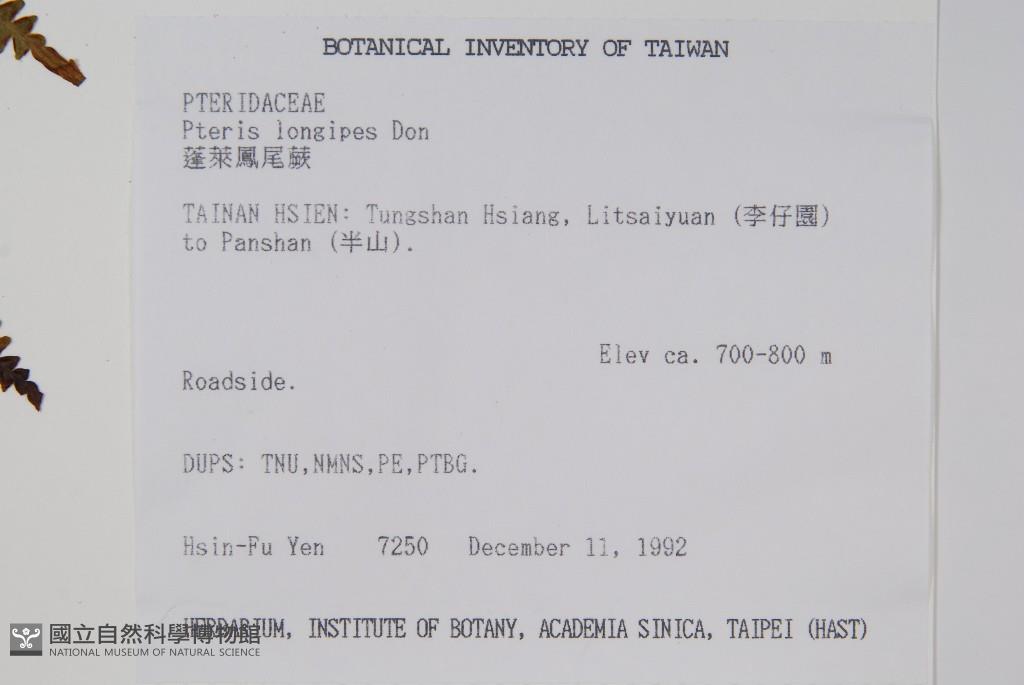 BOTANICAL INVENTORY OF TAIWAN
PTERIDACEAE
Pteris longipes Don
蓬萊鳳尾蕨
TAINAN HSIEN: Tungshan Hsiang, Litsaiyuan (李仔園)
to Panshan (半山).
Elev ca. 700-800 m
Roadside.
DUPS: TNU,NMNS,PE,PTBG.
Hsin-Fu Yen 7250 December 11, 1992
HERBARIUM, INSTITUTE OF BOTANY, ACADEMIA SINICA, TAIPEI (HAST)
國立自然科學博物館
NATIONAL MUSEUM OF NATURAL SCIENCE